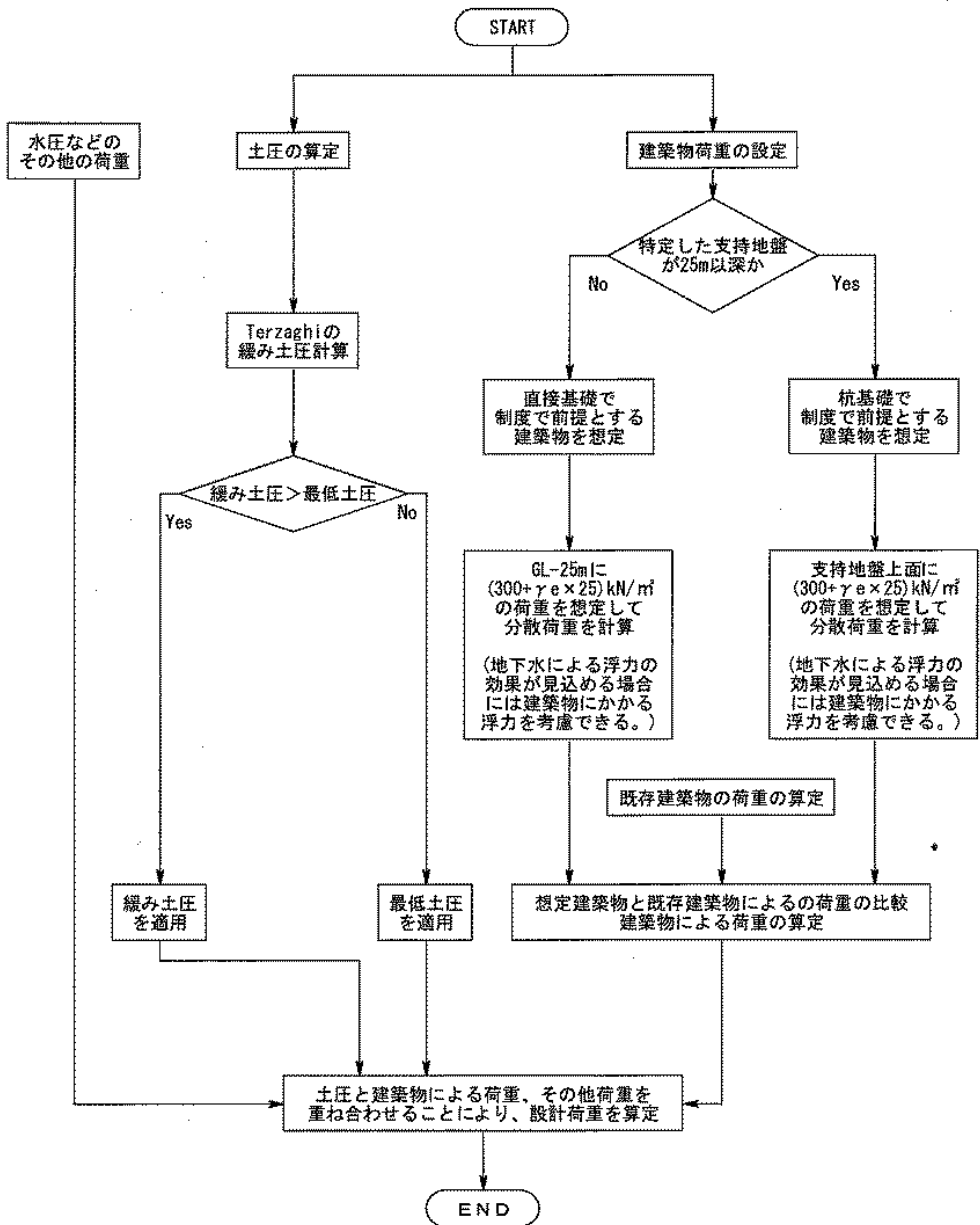 START
水圧などの
その他の荷重
土圧の算定
建築物荷重の設定
特定した支持地盤
が25m以深か
No
Yes
Terzaghiの
緩み土圧計算
直接基礎で
制度で前提とする
建築物を想定
杭基礎で
制度で前提とする
建築物を想定
緩み土圧＞最低土圧
Yes
No
GL-25mに
(300+γe×25)kN/㎡
の荷重を想定して
分散荷重を計算
(地下水による浮力の
効果が見込める場合
には建築物にかかる
浮力を考慮できる。)
支持地盤上面に
(300+γe×25)kN/㎡
の荷重を想定して
分散荷重を計算
(地下水による浮力の
効果が見込める場合
には建築物にかかる
浮力を考慮できる。)
既存建築物の荷重の算定
緩み土圧
を適用
最低土圧
を適用
想定建築物と既存建築物によるの荷重の比較
建築物による荷重の算定
土圧と建築物による荷重、その他荷重を
重ね合わせることにより、設計荷重を算定
END